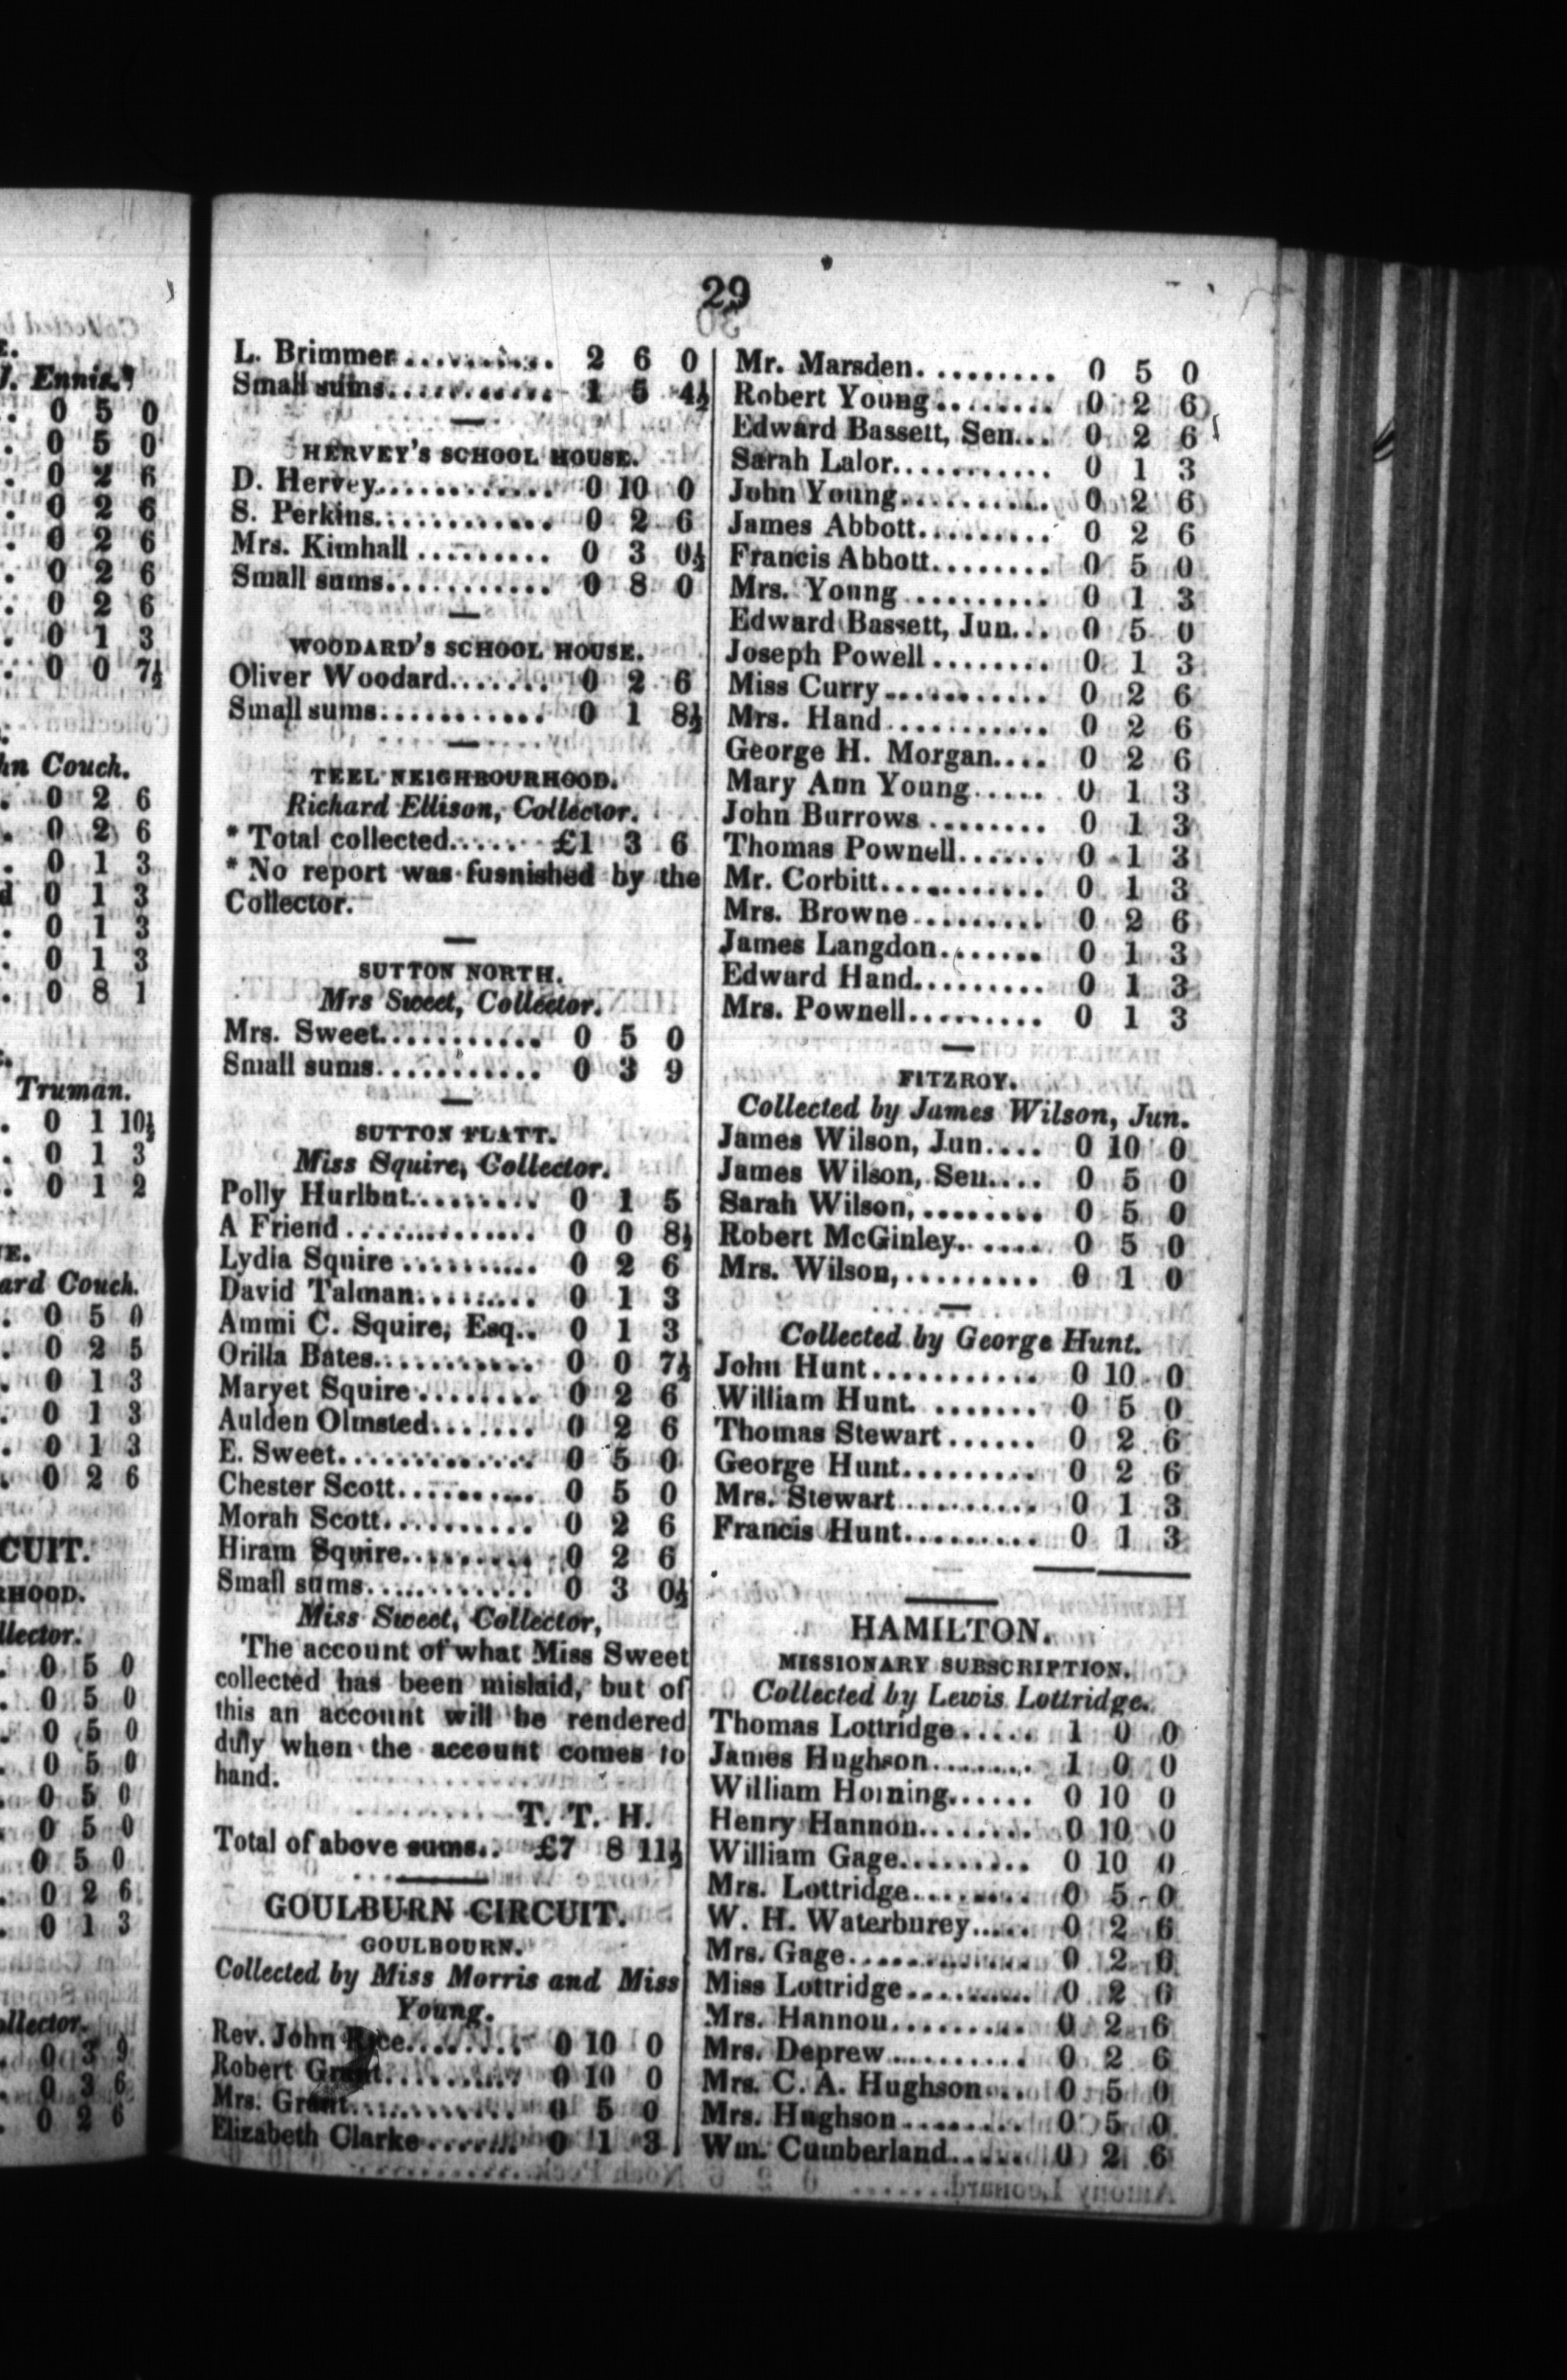 29
L. Brimmer............ 2 6 0
Small sums............ 1 5 4½
HERVEY'S SCHOOL HOUSE.
D. Hervey............. 0 10 0
S. Perkins............ 0 2 6
Mrs. Kimhall ......... 0 3 0½
Small sums............ 0 8 0
WOODARD'S SCHOOL HOUSE.
Oliver Woodard....... 0 2 6
Small sums........... 0 1 8½
TEEL NEIGHBOURHOOD.
Richard Ellison, Collector.
* Total collected...... £1 3 6
* No report was fusnished by the
Collector.
SUTTON NORTH.
Mrs Sweet, Collector.
Mrs. Sweet........... 0 5 0
Small sums........... 0 3 9
SUTTON FLATT.
Miss Squire, Collector.
Polly Hurlbut......... 0 1 5
A Friend.............. 0 0 8½
Lydia Squire.......... 0 2 6
David Talman......... 0 1 3
Ammi C. Squire, Esq.. 0 1 3
Orilla Bates........... 0 0 7½
Maryet Squire........ 0 2 6
Aulden Olmsted....... 0 2 6
E. Sweet............. 0 5 0
Chester Scott.......... 0 5 0
Morah Scott.......... 0 2 6
Hiram Squire......... 0 2 6
Small sums........... 0 3 0½
Miss Sweet, Collector,
The account of what Miss Sweet
collected has been mislaid, but of
this an account will be rendered
duly when the account comes to
hand.
T. T. H.
Total of above sums.. £7 8 11½
GOULBURN CIRCUIT.
GOULBOURN.
Collected by Miss Morris and Miss
Young.
Rev. John Rice......... 0 10 0
Robert Grant.......... 0 10 0
Mrs. Grant............ 0 5 0
Elizabeth Clarke....... 0 1 3
Mr. Marsden.......... 0 5 0
Robert Young........ 0 2 6
Edward Bassett, Sen... 0 2 6
Sarah Lalor........... 0 1 3
John Young.......... 0 2 6
James Abbott......... 0 2 6
Francis Abbott........ 0 5 0
Mrs. Young ......... 0 1 3
Edward Bassett, Jun... 0 5 0
Joseph Powell........ 0 1 3
Miss Curry........... 0 2 6
Mrs. Hand........... 0 2 6
George H. Morgan.... 0 2 6
Mary Ann Young..... 0 1 3
John Burrows........ 0 1 3
Thomas Pownell...... 0 1 3
Mr. Corbitt........... 0 1 3
Mrs. Browne......... 0 2 6
James Langdon....... 0 1 3
Edward Hand......... 0 1 3
Mrs. Pownell......... 0 1 3
FITZROY.
Collected by James Wilson, Jun.
James Wilson, Jun.... 0 10 0
James Wilson, Sen.... 0 5 0
Sarah Wilson,........ 0 5 0
Robert McGinley...... 0 5 0
Mrs. Wilson,......... 0 1 0
Collected by George Hunt.
John Hunt........... 0 10 0
William Hunt........ 0 5 0
Thomas Stewart...... 0 2 6
George Hunt......... 0 2 6
Mrs. Stewart.......... 0 1 3
Francis Hunt.......... 0 1 3
HAMILTON.
MISSIONARY SUBSCRIPTION.
Collected by Lewis Lottridge.
Thomas Lottridge..... 1 0 0
James Hughson........ 1 0 0
William Horning...... 0 10 0
Henry Hannon........ 0 10 0
William Gage......... 0 10 0
Mrs. Lottridge......... 0 5 0
W. H. Waterburey..... 0 2 6
Mrs. Gage............. 0 2 6
Miss Lottridge......... 0 2 6
Mrs. Hannon.......... 0 2 6
Mrs. Deprew.......... 0 2 6
Mrs. C. A. Hughson... 0 5 0
Mrs. Hughson......... 0 5 0
Wm. Cumberland...... 0 2 6